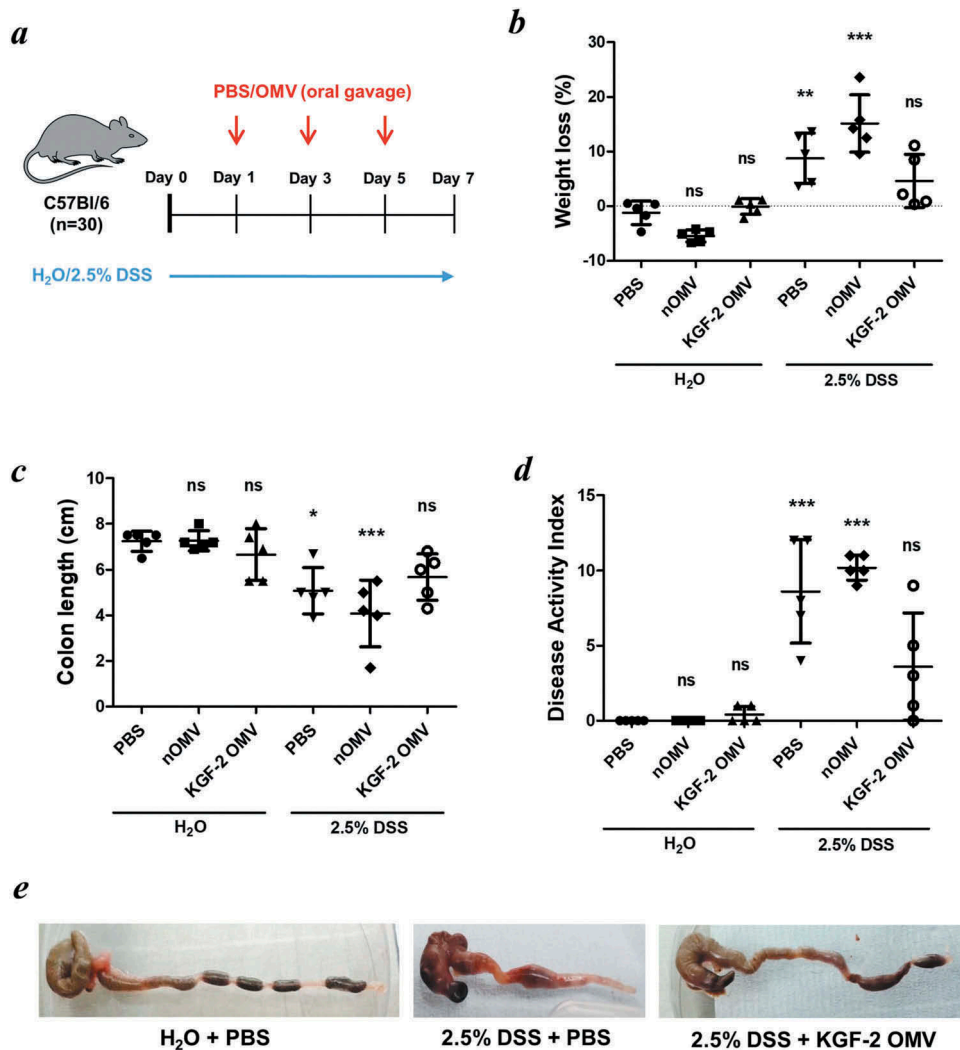 a
PBS/OMV (oral gavage)
Day 0 Day 1 Day 3 Day 5 Day 7
C57Bl/6
(n=30)
H₂O/2.5% DSS
b
Weight loss (%)
30
20
10
0
-10
ns ns ** *** ns
PBS nOMV KGF-2 OMV PBS nOMV KGF-2 OMV
H₂O 2.5% DSS
c
Colon length (cm)
10
8
6
4
2
0
ns ns * *** ns
PBS nOMV KGF-2 OMV PBS nOMV KGF-2 OMV
H₂O 2.5% DSS
d
Disease Activity Index
15
10
5
0
ns ns *** *** ns
PBS nOMV KGF-2 OMV PBS nOMV KGF-2 OMV
H₂O 2.5% DSS
e
H₂O + PBS 2.5% DSS + PBS 2.5% DSS + KGF-2 OMV